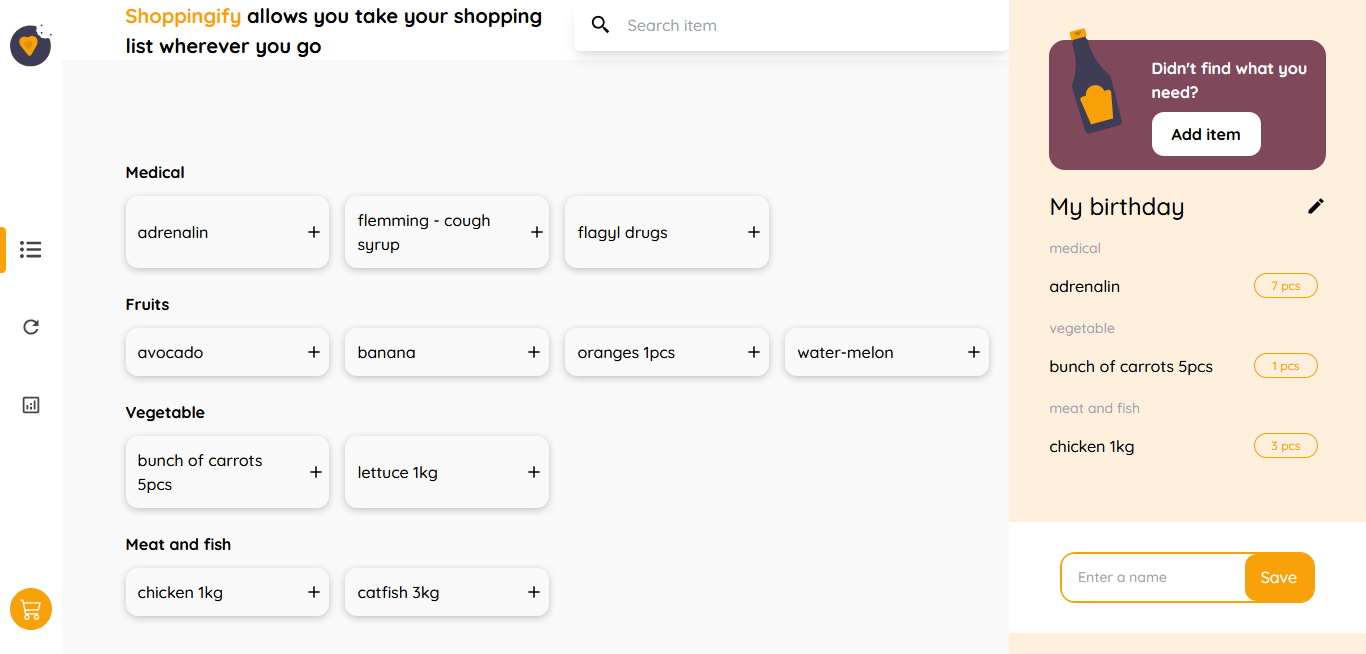 Shoppingify allows you take your shopping
list wherever you go
Search item
Medical
adrenalin +
flemming - cough
syrup +
flagyl drugs +
Fruits
avocado +
banana +
oranges 1pcs +
water-melon +
Vegetable
bunch of carrots
5pcs +
lettuce 1kg +
Meat and fish
chicken 1kg +
catfish 3kg +
Didn't find what you
need?
Add item
My birthday
medical
adrenalin 7 pcs
vegetable
bunch of carrots 5pcs 1 pcs
meat and fish
chicken 1kg 3 pcs
Enter a name Save